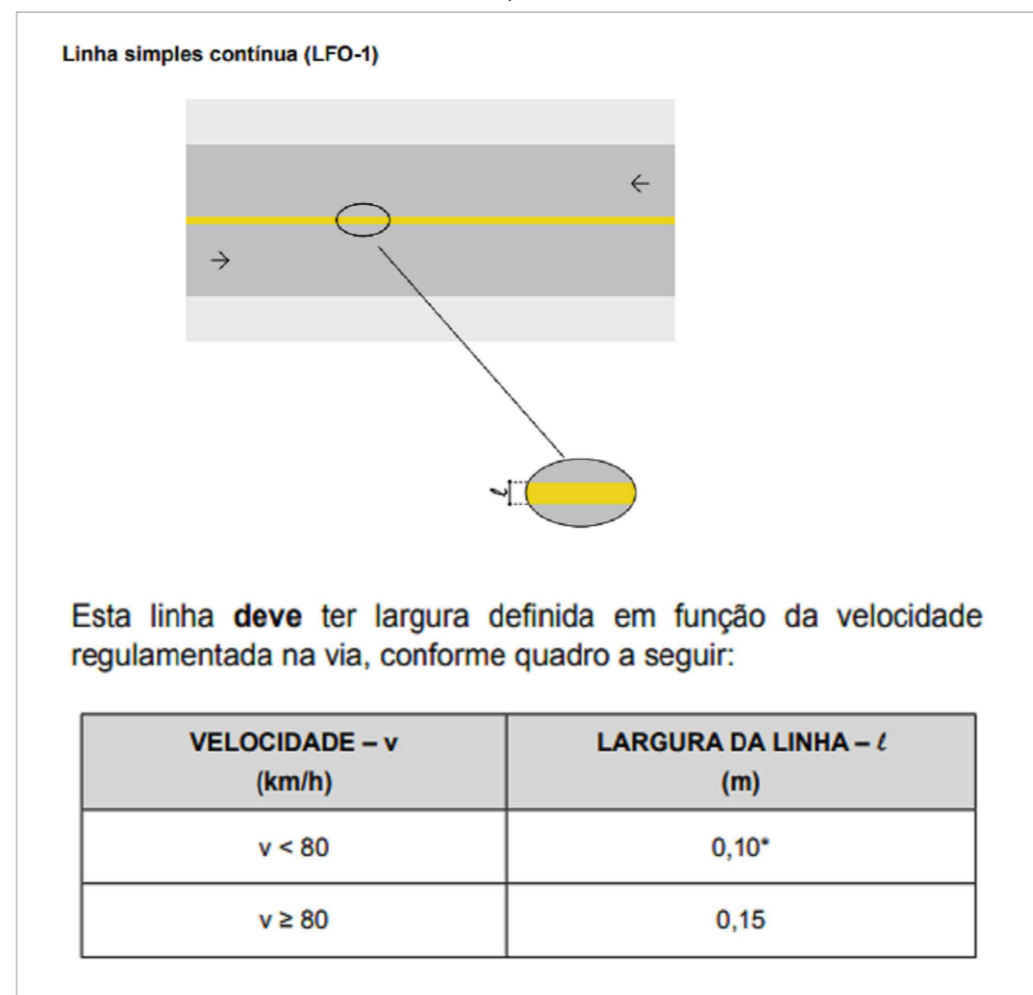 Linha simples contínua (LFO-1)
←
→
ℓ
Esta linha deve ter largura definida em função da velocidade
regulamentada na via, conforme quadro a seguir:
VELOCIDADE – v
(km/h)
LARGURA DA LINHA – ℓ
(m)
v < 80
0,10*
v ≥ 80
0,15